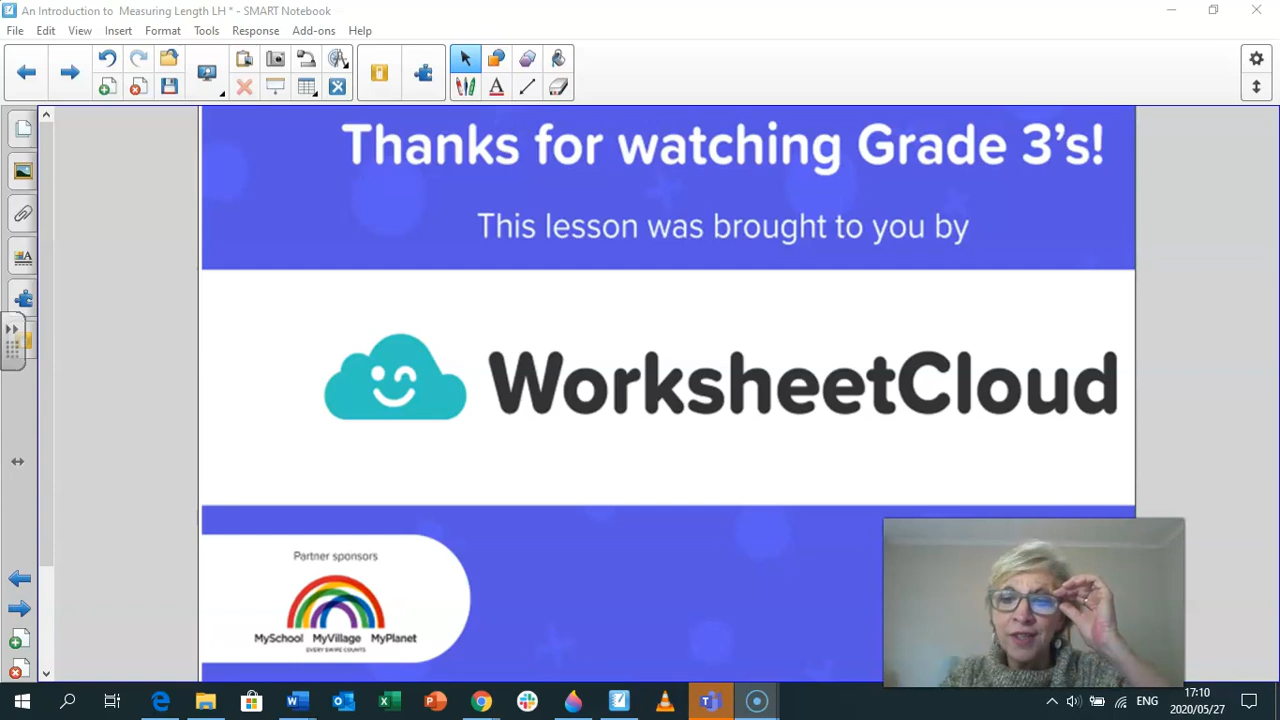 An Introduction to Measuring Length LH * - SMART Notebook
File Edit View Insert Format Tools Response Add-ons Help
Thanks for watching Grade 3's!
This lesson was brought to you by
WorksheetCloud
Partner sponsors
MySchool MyVillage MyPlanet
EVERY SWIPE COUNTS
ENG
17:10
2020/05/27